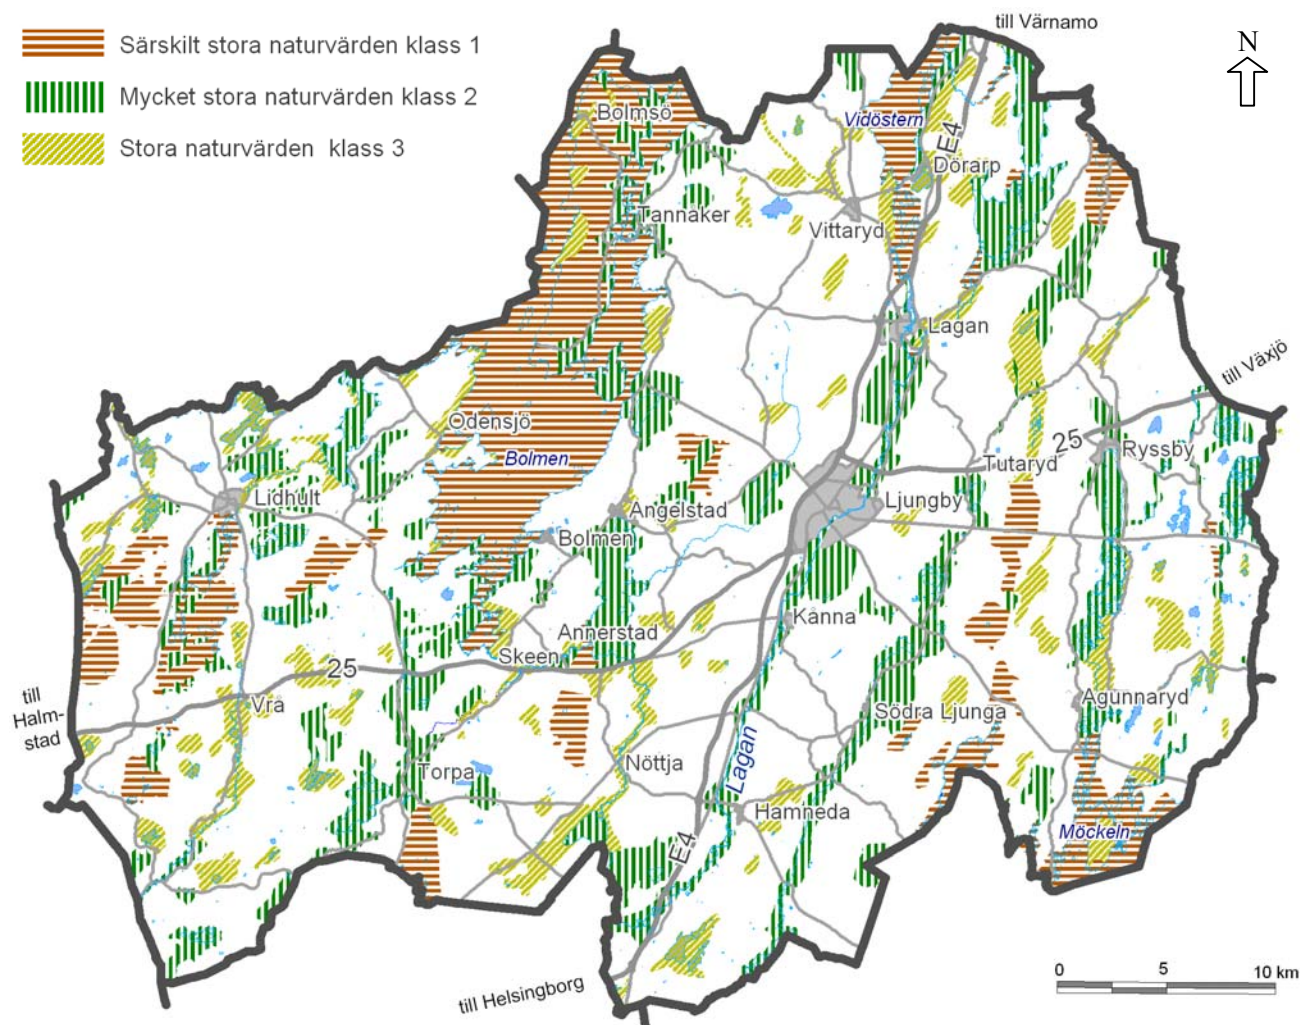 Särskilt stora naturvärden klass 1
Mycket stora naturvärden klass 2
Stora naturvärden klass 3
till Värnamo
N
Bolmsö
Vidöstern
E4
Dörarp
Tannåker
Vittaryd
Lagan
till Växjö
Odensjö
Bolmen
25
Ryssby
Tutaryd
Lidhult
Angelstad
Ljungby
Bolmen
Annerstad
Kånna
Skeen
25
till
Halm-
stad
Vrå
Agunnaryd
Södra Ljunga
Lagan
Nöttja
Torpa
Hamneda
Möckeln
E4
till Helsingborg
0 5 10 km